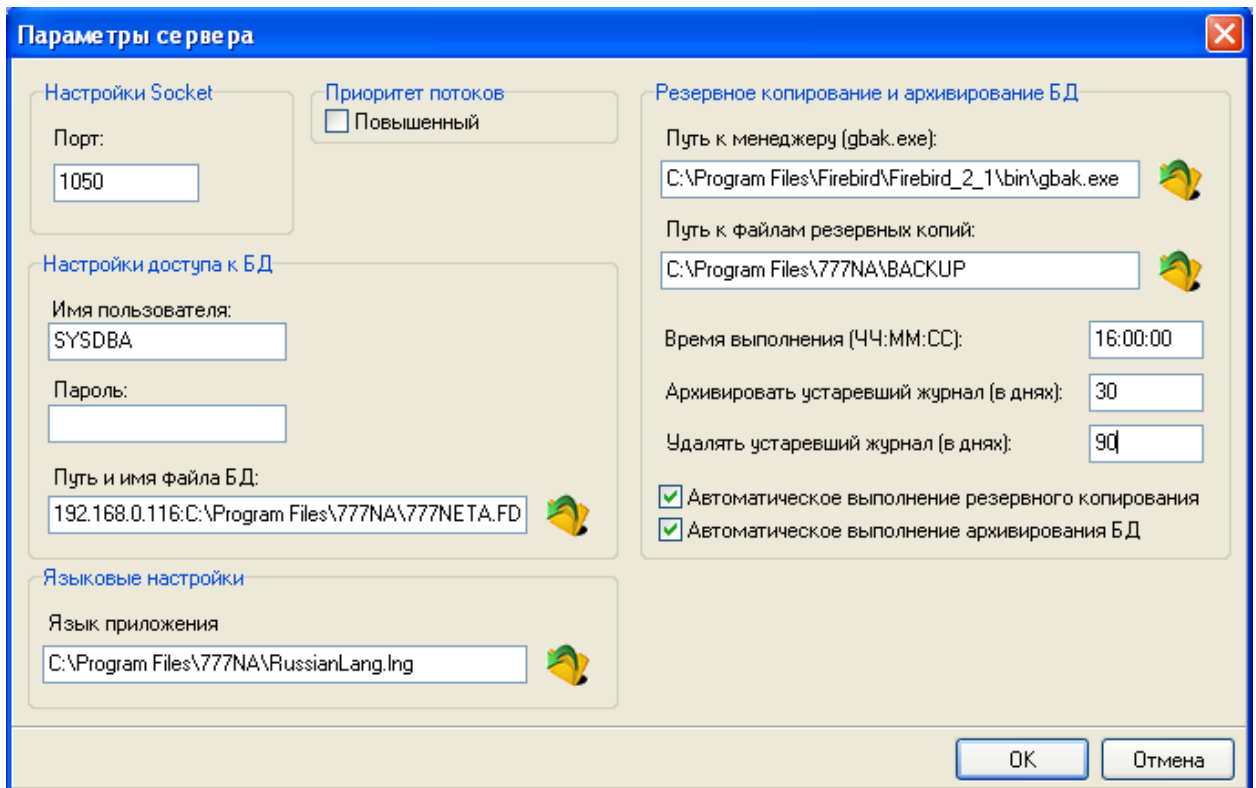 Параметры сервера
Настройки Socket
Порт:
1050
Приоритет потоков
Повышенный
Настройки доступа к БД
Имя пользователя:
SYSDBA
Пароль:
Путь и имя файла БД:
192.168.0.116:C:\Program Files\777NA\777NETA.FD
Языковые настройки
Язык приложения
C:\Program Files\777NA\RussianLang.lng
Резервное копирование и архивирование БД
Путь к менеджеру (gbak.exe):
C:\Program Files\Firebird\Firebird_2_1\bin\gbak.exe
Путь к файлам резервных копий:
C:\Program Files\777NA\BACKUP
Время выполнения (ЧЧ:ММ:СС):
16:00:00
Архивировать устаревший журнал (в днях):
30
Удалять устаревший журнал (в днях):
90
Автоматическое выполнение резервного копирования
Автоматическое выполнение архивирования БД
OK
Отмена